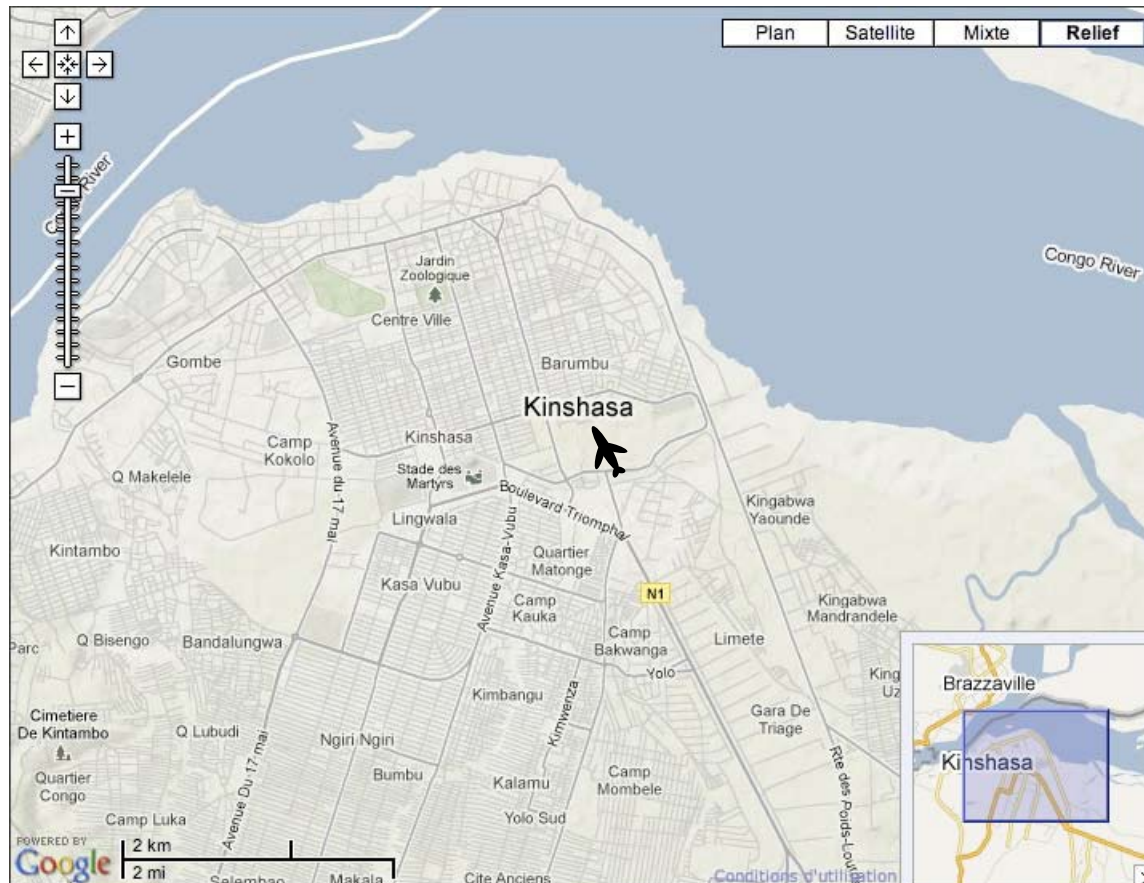 Plan
Satellite
Mixte
Relief
Congo River
Jardin
Zoologique
Centre Ville
Gombe
Barumbu
Kinshasa
Camp
Kokolo
Kinshasa
Q Makelele
Avenue du 17 mai
Stade des
Martyrs
Boulevard Triomphal
Kingabwa
Yaounde
Lingwala
Kintambo
Quartier
Matonge
Kasa Vubu
Avenue Kasa-Vubu
N1
Camp
Kauka
Kingabwa
Mandrandele
Parc
Q Bisengo
Bandalungwa
Camp
Bakwanga
Limete
Yolo
Kimbangu
Kimwenza
Brazzaville
Kinshasa
Cimetiere
De Kintambo
Q Lubudi
Avenue Du 17 mai
Ngiri Ngiri
Gara De
Triage
Rte des Poids-Lour
Quartier
Congo
Bumbu
Kalamu
Camp
Mombele
Camp Luka
Yolo Sud
POWERED BY
Google
2 km
2 mi
Selembao
Makala
Cite Anciens
Conditions d'utilisation